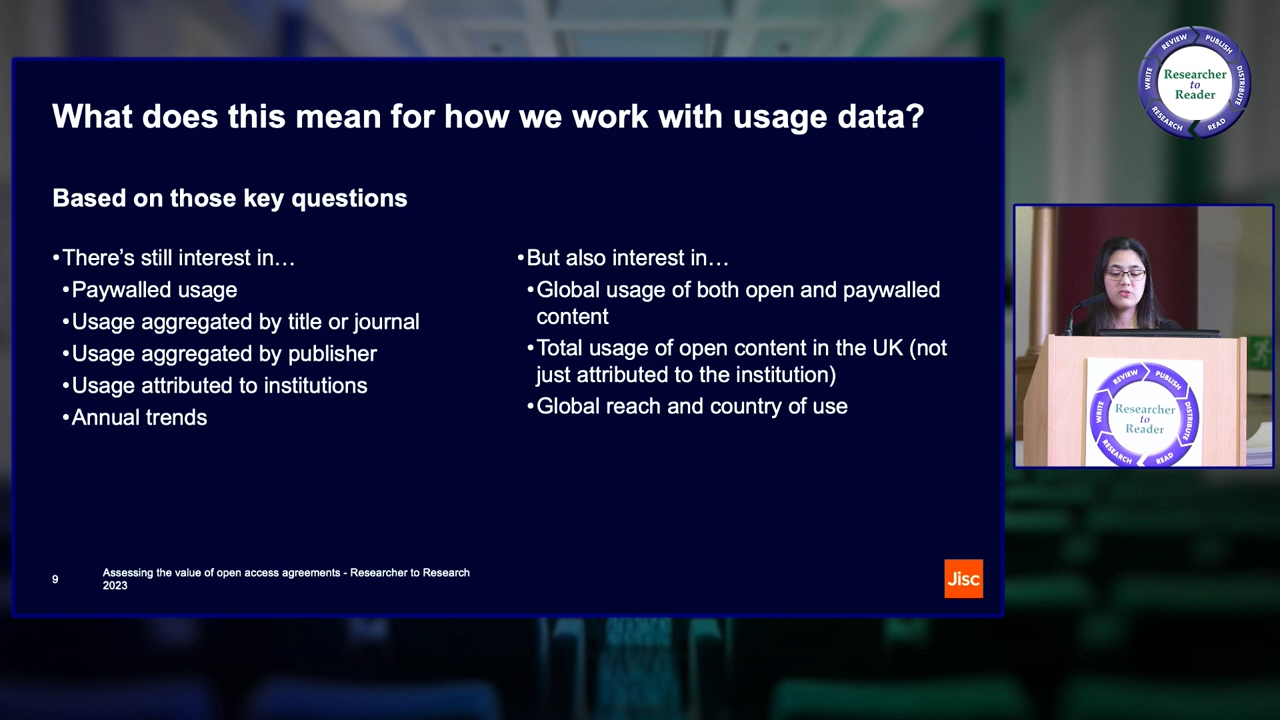 What does this mean for how we work with usage data?
Based on those key questions
•There’s still interest in…
•Paywalled usage
•Usage aggregated by title or journal
•Usage aggregated by publisher
•Usage attributed to institutions
•Annual trends
•But also interest in…
•Global usage of both open and paywalled
content
•Total usage of open content in the UK (not
just attributed to the institution)
•Global reach and country of use
9
Assessing the value of open access agreements - Researcher to Research
2023
Jisc
WRITE
REVIEW
PUBLISH
DISTRIBUTE
READ
RESEARCH
Researcher
to
Reader
WRITE
REVIEW
PUBLISH
DISTRIBUTE
READ
RESEARCH
Researcher
to
Reader